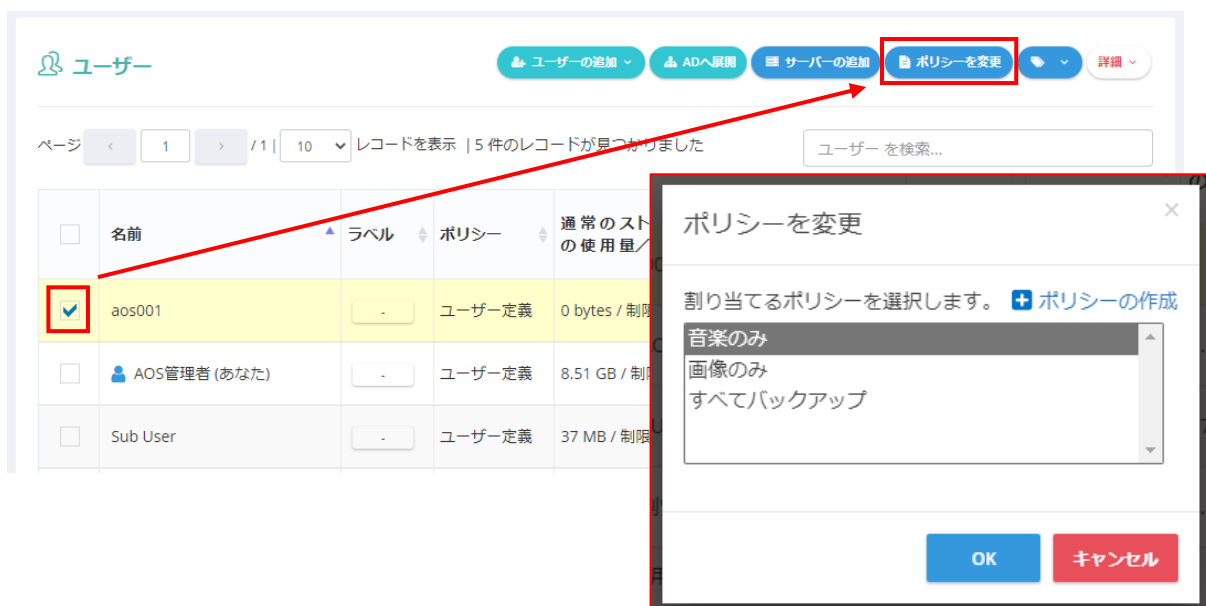 ユーザー
ユーザーの追加
ADへ展開
サーバーの追加
ポリシーを変更
詳細
ページ 1 / 1 | 10 レコードを表示 | 5 件のレコードが見つかりました
ユーザー を検索...
名前 ラベル ポリシー 通常のスト
の使用量/
aos001 - ユーザー定義 0 bytes / 制限
AOS管理者 (あなた) - ユーザー定義 8.51 GB / 制限
Sub User - ユーザー定義 37 MB / 制限
ポリシーを変更
×
割り当てるポリシーを選択します。 ポリシーの作成
音楽のみ
画像のみ
すべてバックアップ
OK キャンセル